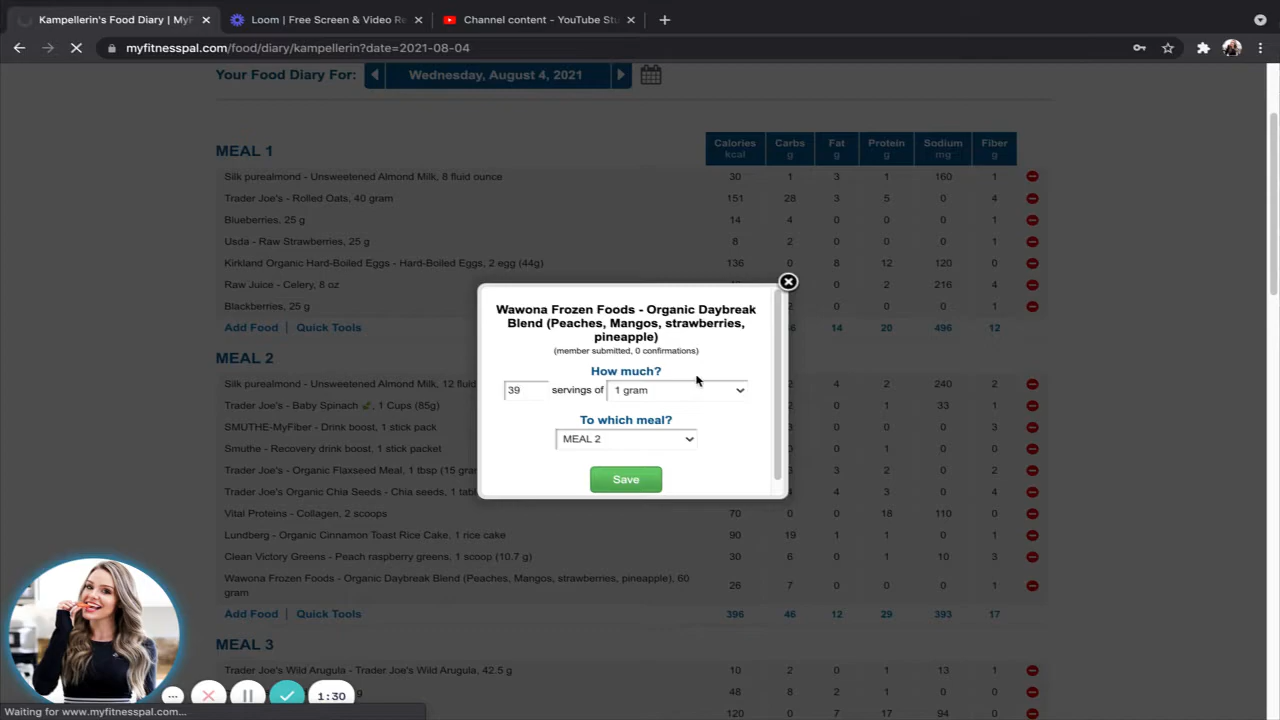 Kampellerin's Food Diary | MyF
Loom | Free Screen & Video Re
Channel content - YouTube Stu
myfitnesspal.com/food/diary/kampellerin?date=2021-08-04
Your Food Diary For: Wednesday, August 4, 2021
MEAL 1 Calories kcal Carbs g Fat g Protein g Sodium mg Fiber g
Silk purealmond - Unsweetened Almond Milk, 8 fluid ounce 30 1 3 1 160 1
Trader Joe's - Rolled Oats, 40 gram 151 28 3 5 0 4
Blueberries, 25 g 14 4 0 0 0 1
Usda - Raw Strawberries, 25 g 8 2 0 0 0 1
Kirkland Organic Hard-Boiled Eggs - Hard-Boiled Eggs, 2 egg (44g) 136 0 8 12 120 0
Raw Juice - Celery, 8 oz 0 2 216 4
Blackberries, 25 g 0 0 0 1
Add Food | Quick Tools 14 20 496 12
Wawona Frozen Foods - Organic Daybreak
Blend (Peaches, Mangos, strawberries,
pineapple)
(member submitted, 0 confirmations)
How much?
39 servings of 1 gram
To which meal?
MEAL 2
Save
MEAL 2
Silk purealmond - Unsweetened Almond Milk, 12 fluid 2 4 2 240 2
Trader Joe's - Baby Spinach 🌿, 1 Cups (85g) 2 0 1 33 1
SMUTHE-MyFiber - Drink boost, 1 stick pack 0 0 0 3
Smuthe - Recovery drink boost, 1 stick packet 0 1 0 0
Trader Joe's - Organic Flaxseed Meal, 1 tbsp (15 gram 3 2 0 2
Trader Joe's Organic Chia Seeds - Chia seeds, 1 tab 4 3 0 4
Vital Proteins - Collagen, 2 scoops 70 0 0 18 110 0
Lundberg - Organic Cinnamon Toast Rice Cake, 1 rice cake 90 19 1 1 0 1
Clean Victory Greens - Peach raspberry greens, 1 scoop (10.7 g) 30 6 0 1 10 3
Wawona Frozen Foods - Organic Daybreak Blend (Peaches, Mangos, strawberries, pineapple), 60
gram 26 7 0 0 0 1
Add Food | Quick Tools 396 46 12 29 393 17
MEAL 3
Trader Joe's Wild Arugula - Trader Joe's Wild Arugula, 42.5 g 10 2 0 1 13 1
g 48 8 2 1 0 0
120 0 7 17 94 0
1:30
Waiting for www.myfitnesspal.com...